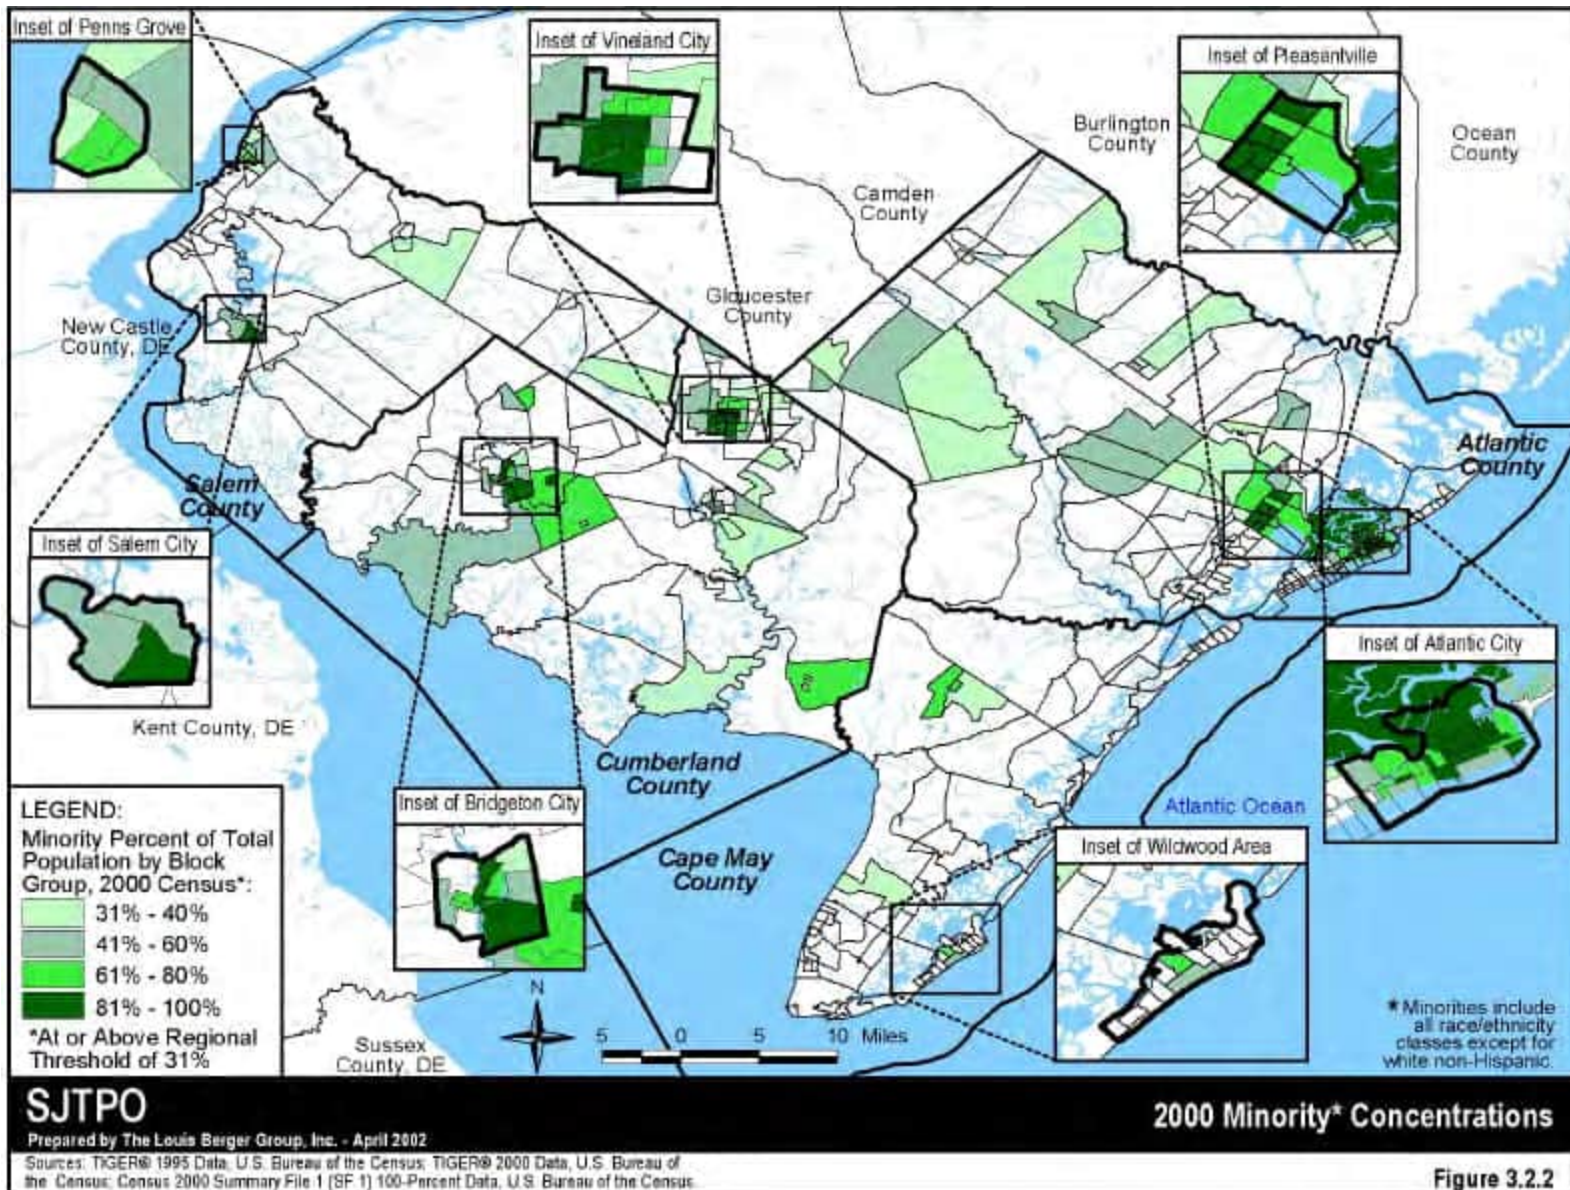 Inset of Penns Grove
Inset of Vineland City
Inset of Pleasantville
Burlington
County
Ocean
County
Camden
County
Gloucester
County
New Castle
County, DE
Atlantic
County
Salem
County
Inset of Salem City
Inset of Atlantic City
Kent County, DE
Cumberland
County
Inset of Bridgeton City
Atlantic Ocean
Cape May
County
Inset of Wildwood Area
LEGEND:
Minority Percent of Total
Population by Block
Group, 2000 Census*:
31% - 40%
41% - 60%
61% - 80%
81% - 100%
*At or Above Regional
Threshold of 31%
N
5 0 5 10 Miles
Sussex
County, DE
* Minorities include
all race/ethnicity
classes except for
white non-Hispanic.
SJTPO
2000 Minority* Concentrations
Prepared by The Louis Berger Group, Inc. - April 2002
Sources: TIGER® 1995 Data, U.S. Bureau of the Census; TIGER® 2000 Data, U.S. Bureau of
the Census; Census 2000 Summary File 1 [SF 1] 100-Percent Data, U.S. Bureau of the Census.
Figure 3.2.2